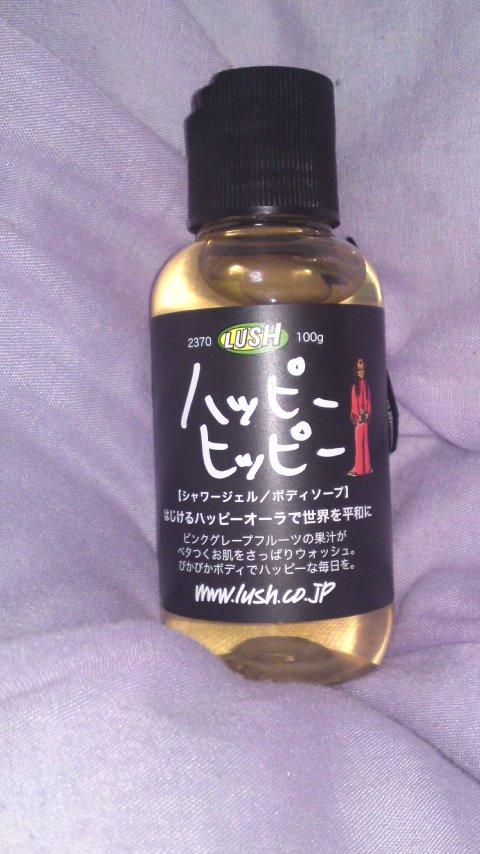 2370 LUSH 100g
ハッピー
ヒッピー
【シャワージェル/ボディソープ】
はじけるハッピーオーラで世界を平和に
ピンクグレープフルーツの果汁が
ベタつくお肌をさっぱりウォッシュ。
ぴかぴかボディでハッピーな毎日を。
www.lush.co.jp